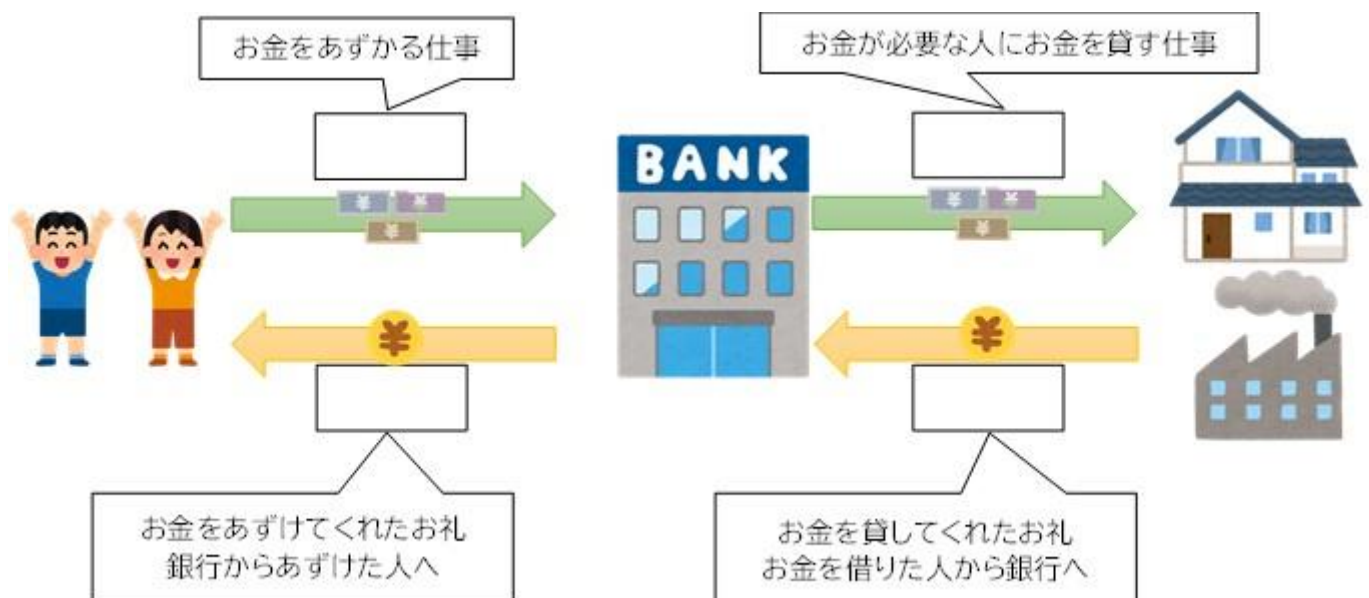 お金をあずかる仕事
お金が必要な人にお金を貸す仕事
BANK
¥
¥
お金をあずけてくれたお礼
銀行からあずけた人へ
お金を貸してくれたお礼
お金を借りた人から銀行へ